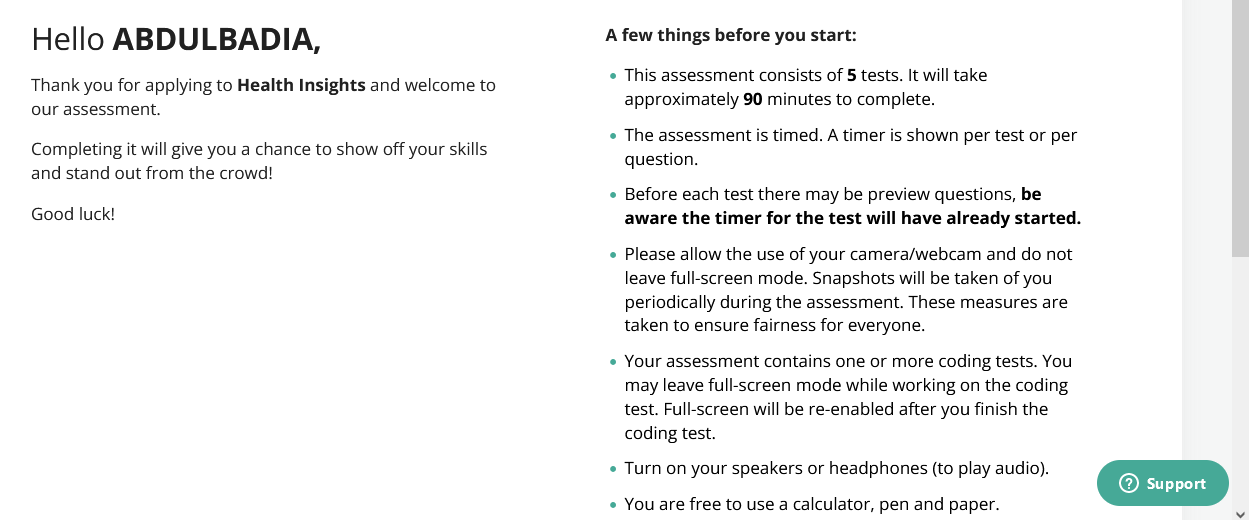 Hello ABDULBADIA,
Thank you for applying to Health Insights and welcome to
our assessment.
Completing it will give you a chance to show off your skills
and stand out from the crowd!
Good luck!
A few things before you start:
This assessment consists of 5 tests. It will take
approximately 90 minutes to complete.
The assessment is timed. A timer is shown per test or per
question.
Before each test there may be preview questions, be
aware the timer for the test will have already started.
Please allow the use of your camera/webcam and do not
leave full-screen mode. Snapshots will be taken of you
periodically during the assessment. These measures are
taken to ensure fairness for everyone.
Your assessment contains one or more coding tests. You
may leave full-screen mode while working on the coding
test. Full-screen will be re-enabled after you finish the
coding test.
Turn on your speakers or headphones (to play audio).
You are free to use a calculator, pen and paper.
Support